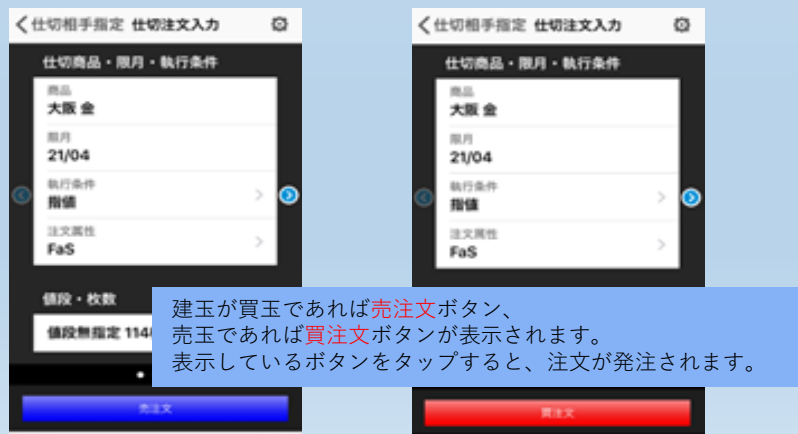 仕切相手指定 仕切注文入力
仕切商品・限月・執行条件
商品
大阪 金
限月
21/04
執行条件
指値
注文属性
FaS
値段・枚数
値段無指定 114
売注文
仕切相手指定 仕切注文入力
仕切商品・限月・執行条件
商品
大阪 金
限月
21/04
執行条件
指値
注文属性
FaS
建玉が買玉であれば売注文ボタン、
売玉であれば買注文ボタンが表示されます。
表示しているボタンをタップすると、注文が発注されます。
買注文